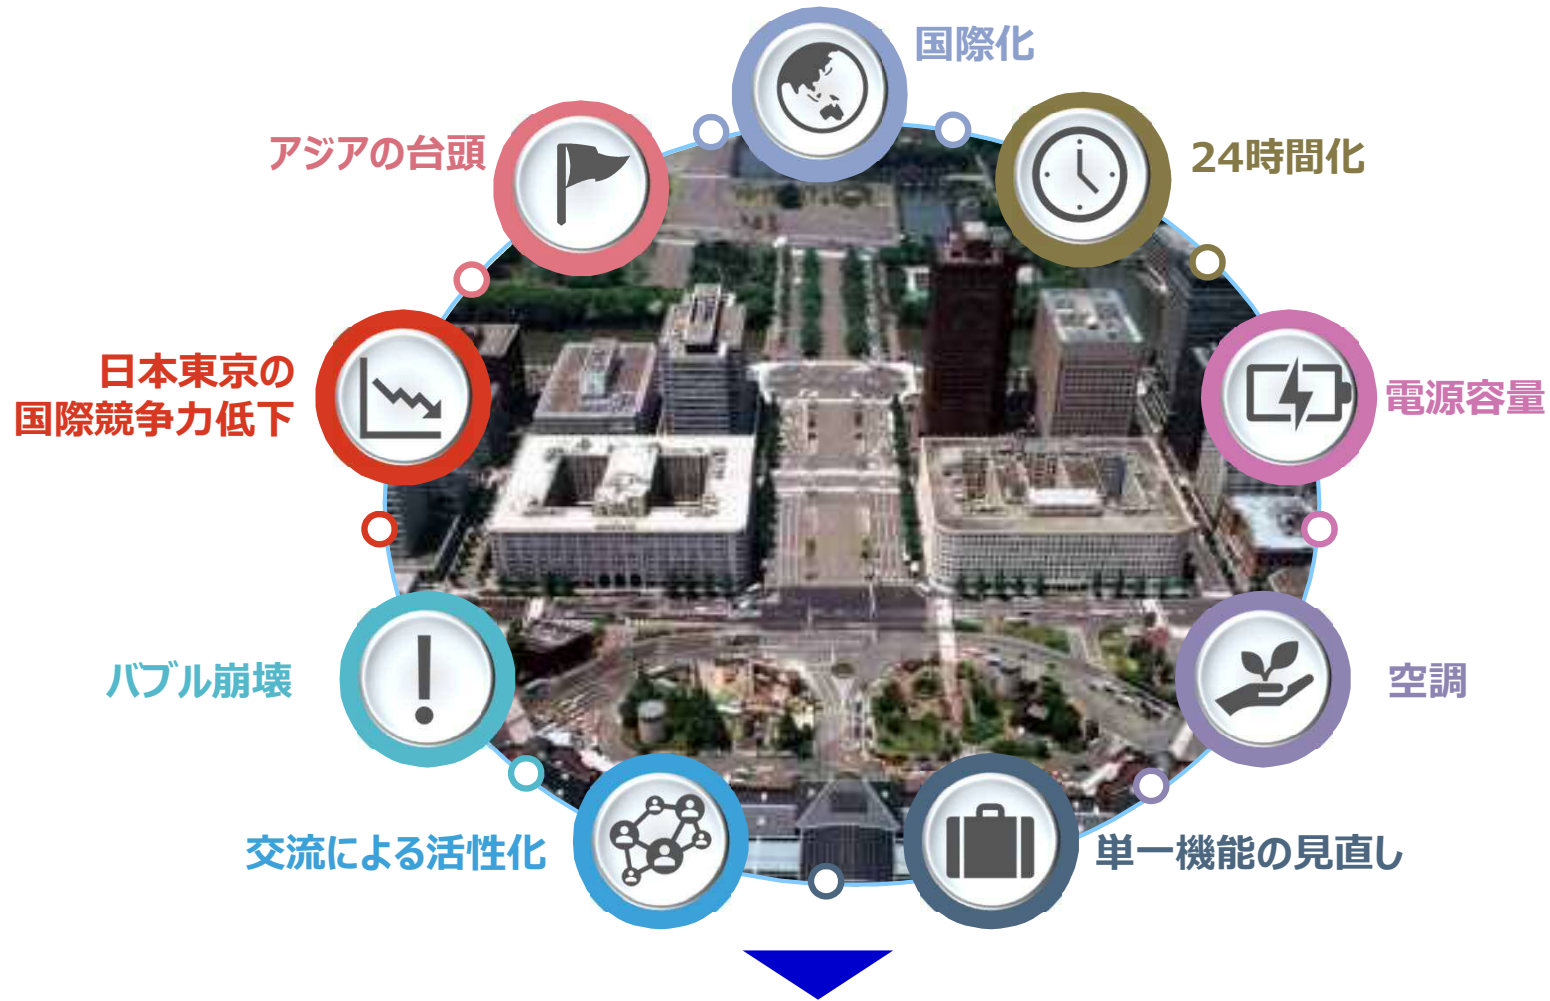 国際化
アジアの台頭
24時間化
日本東京の
国際競争力低下
電源容量
バブル崩壊
空調
交流による活性化
単一機能の見直し